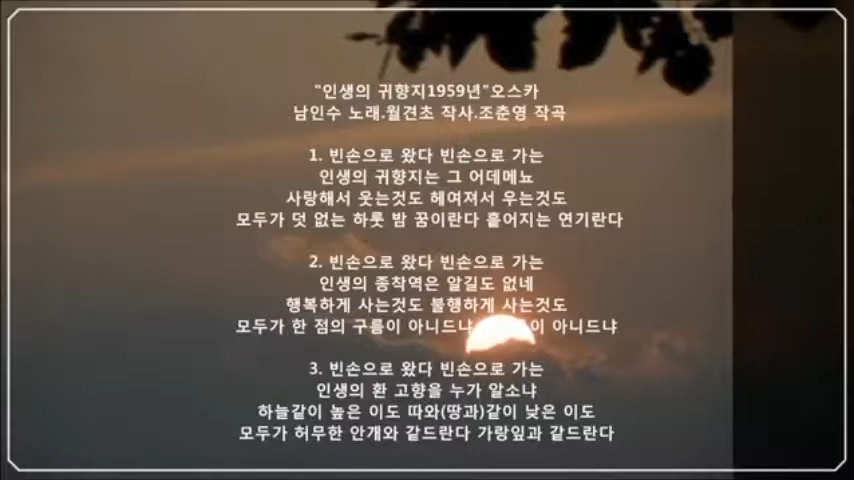 "인생의 귀향지1959년"오스카
남인수 노래.월견초 작사.조춘영 작곡
1. 빈손으로 왔다 빈손으로 가는
인생의 귀향지는 그 어데메뇨
사랑해서 웃는것도 헤여져서 우는것도
모두가 덧 없는 하룻 밤 꿈이란다 흩어지는 연기란다
2. 빈손으로 왔다 빈손으로 가는
인생의 종착역은 알길도 없네
행복하게 사는것도 불행하게 사는것도
모두가 한 점의 구름이 아니드냐 이 아니드냐
3. 빈손으로 왔다 빈손으로 가는
인생의 환 고향을 누가 알소냐
하늘같이 높은 이도 따와(땅과)같이 낮은 이도
모두가 허무한 안개와 같드란다 가랑잎과 같드란다